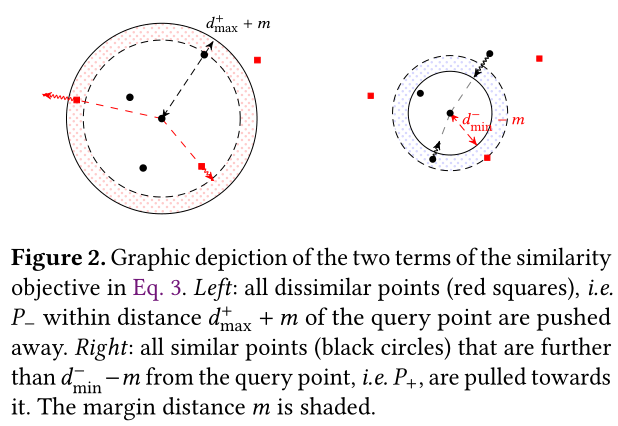 d⁺max + m
d⁻min − m
Figure 2. Graphic depiction of the two terms of the similarity
objective in Eq. 3. Left: all dissimilar points (red squares), i.e.
P₋ within distance d⁺max + m of the query point are pushed
away. Right: all similar points (black circles) that are further
than d⁻min − m from the query point, i.e. P₊, are pulled towards
it. The margin distance m is shaded.